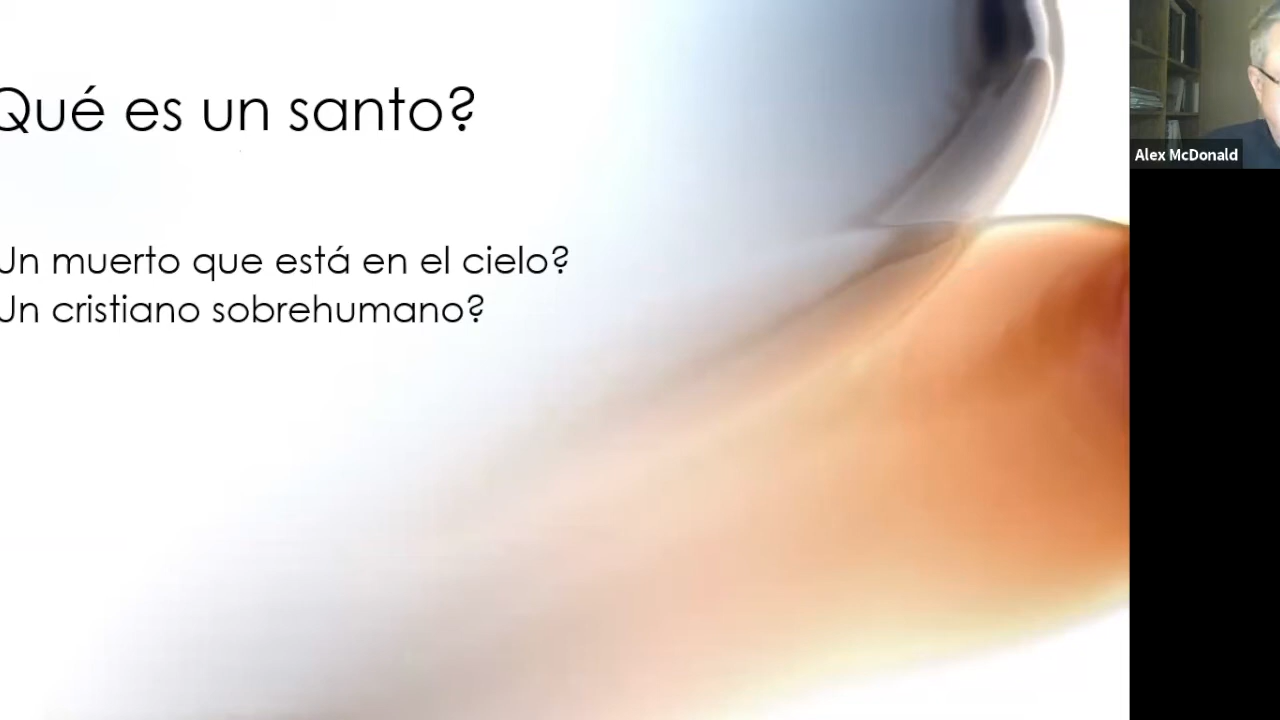 Qué es un santo?
Un muerto que está en el cielo?
Un cristiano sobrehumano?
Alex McDonald